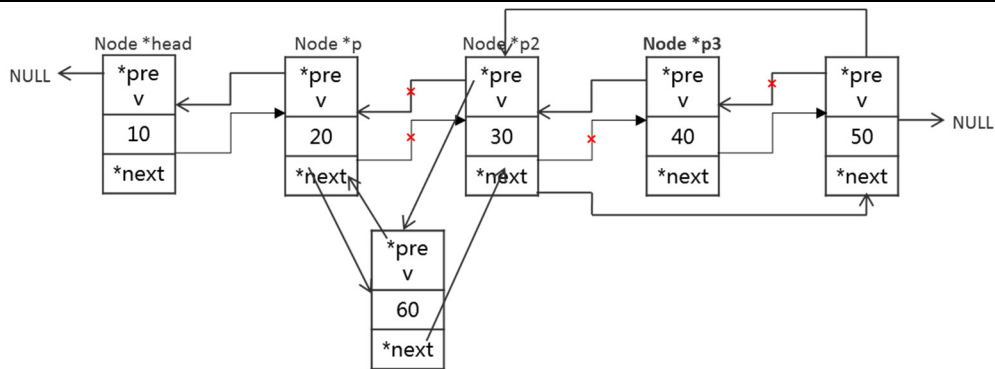 Node *head
Node *p
Node *p2
Node *p3
NULL
*pre
v
10
*next
*pre
v
20
*next
*pre
v
30
*next
*pre
v
40
*next
*pre
v
50
*next
NULL
*pre
v
60
*next